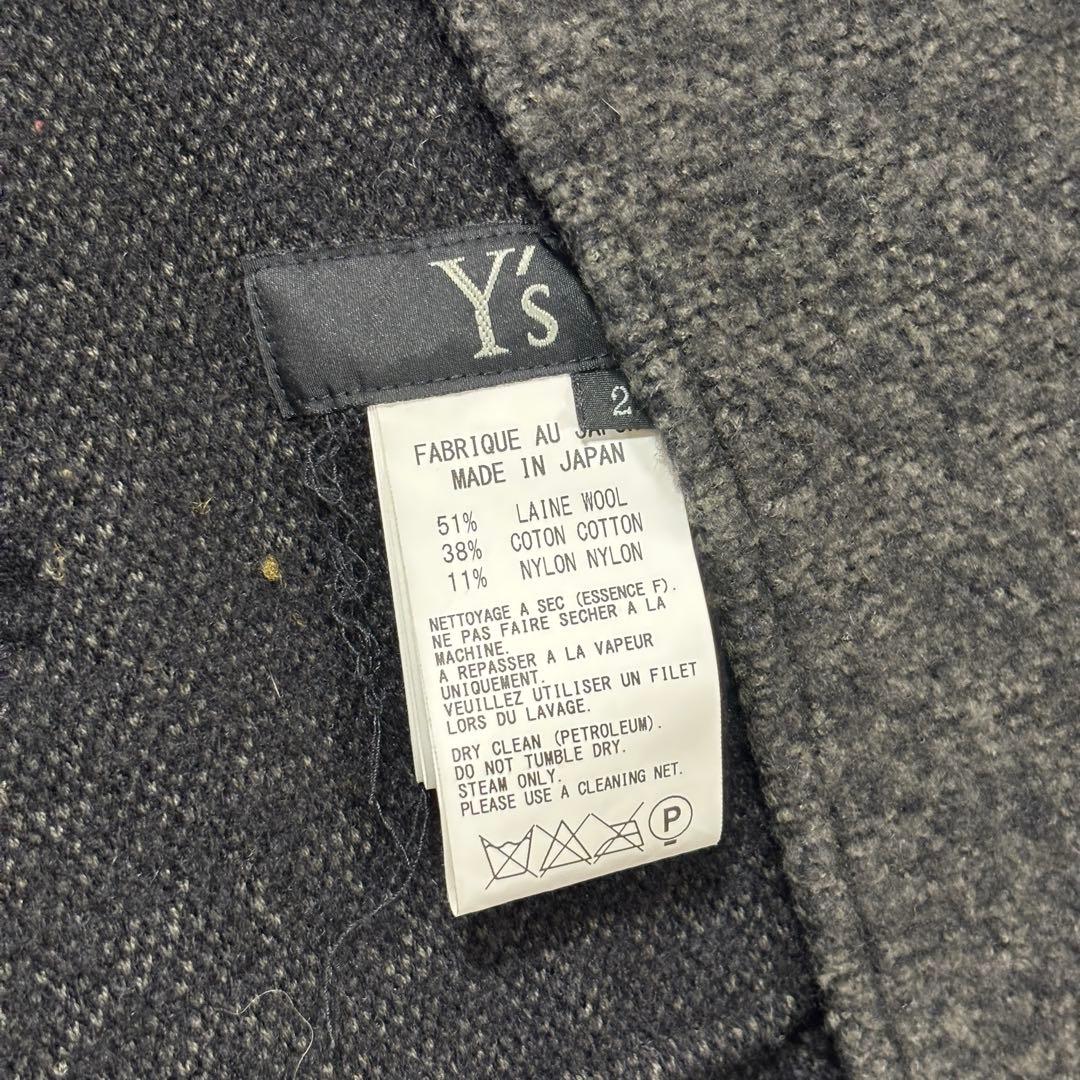 Y's
2
FABRIQUE AU JAPON
MADE IN JAPAN
51% LAINE WOOL
38% COTON COTTON
11% NYLON NYLON
NETTOYAGE A SEC (ESSENCE F).
NE PAS FAIRE SECHER A LA
MACHINE.
A REPASSER A LA VAPEUR
UNIQUEMENT.
VEUILLEZ UTILISER UN FILET
LORS DU LAVAGE.
DRY CLEAN (PETROLEUM).
DO NOT TUMBLE DRY.
STEAM ONLY.
PLEASE USE A CLEANING NET.
P